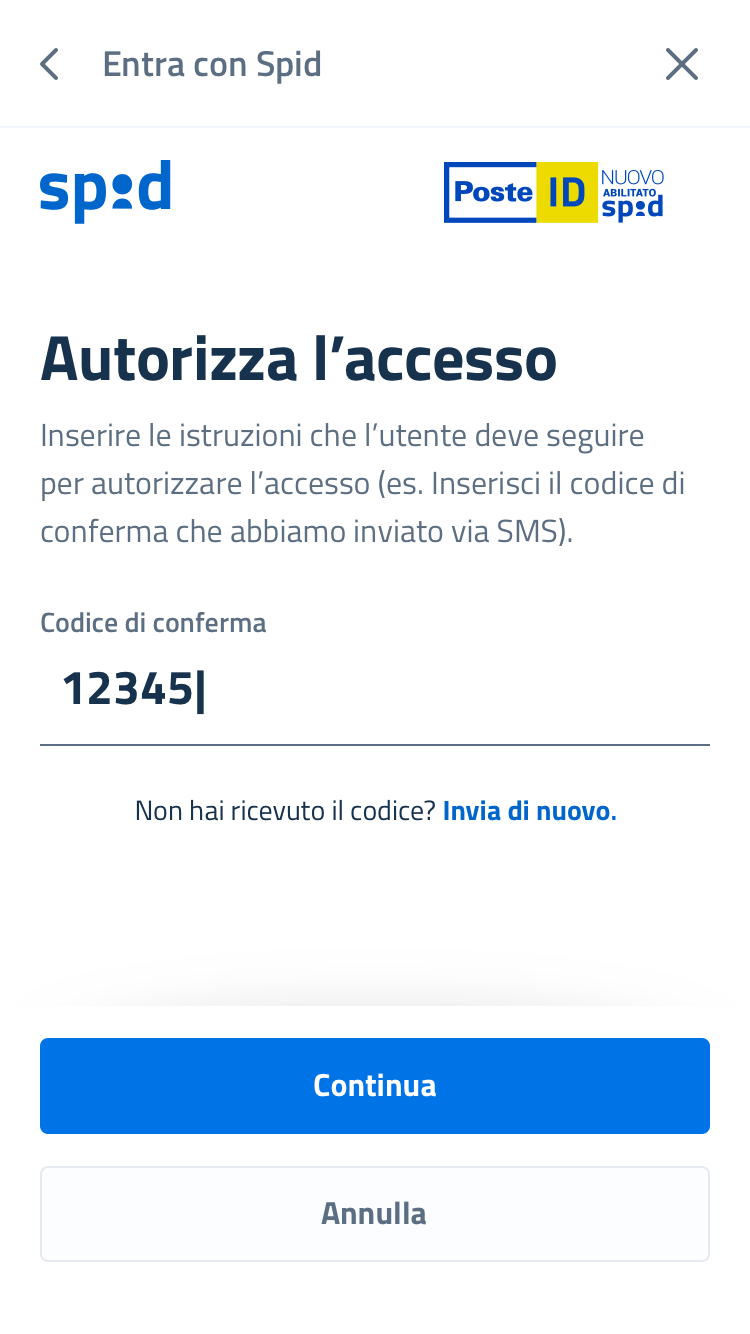 Entra con Spid
spid
Poste ID NUOVO
ABILITATO
spid
Autorizza l’accesso
Inserire le istruzioni che l’utente deve seguire
per autorizzare l’accesso (es. Inserisci il codice di
conferma che abbiamo inviato via SMS).
Codice di conferma
12345
Non hai ricevuto il codice? Invia di nuovo.
Continua
Annulla